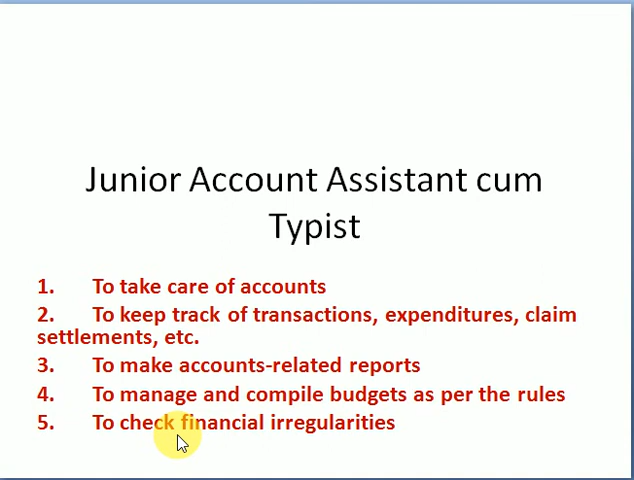 Junior Account Assistant cum
Typist
1. To take care of accounts
2. To keep track of transactions, expenditures, claim
settlements, etc.
3. To make accounts-related reports
4. To manage and compile budgets as per the rules
5. To check financial irregularities